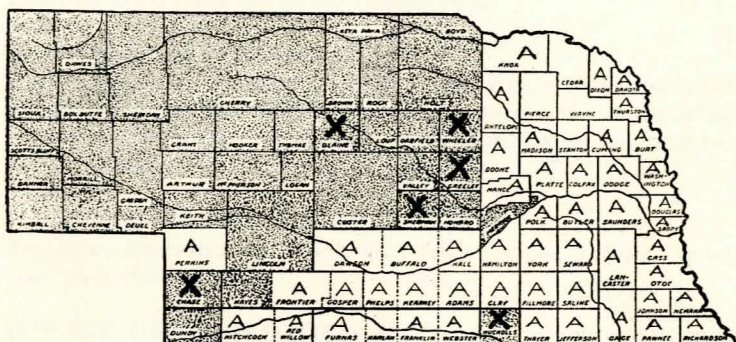 KEYA PAHA BOYD
DAWES KNOX
CEDAR DIXON DAKOTA
SIOUX BOX BUTTE SHERIDAN CHERRY BROWN ROCK HOLT PIERCE WAYNE THURSTON
ANTELOPE
SCOTTS BLUFF GRANT HOOKER THOMAS BLAINE LOUP GARFIELD WHEELER MADISON STANTON CUMING BURT
BOONE
BANNER MORRILL ARTHUR McPHERSON LOGAN VALLEY GREELEY NANCE PLATTE COLFAX DODGE WASHINGTON
GARDEN
KIMBALL CHEYENNE DEUEL KEITH CUSTER SHERMAN HOWARD POLK BUTLER SAUNDERS DOUGLAS
SARPY
PERKINS LINCOLN DAWSON BUFFALO HALL HAMILTON YORK SEWARD LANCASTER CASS
OTOE
CHASE HAYES FRONTIER GOSPER PHELPS KEARNEY ADAMS CLAY FILLMORE SALINE
JOHNSON NEMAHA
DUNDY HITCHCOCK RED WILLOW FURNAS HARLAN FRANKLIN WEBSTER NUCKOLLS THAYER JEFFERSON GAGE PAWNEE RICHARDSON